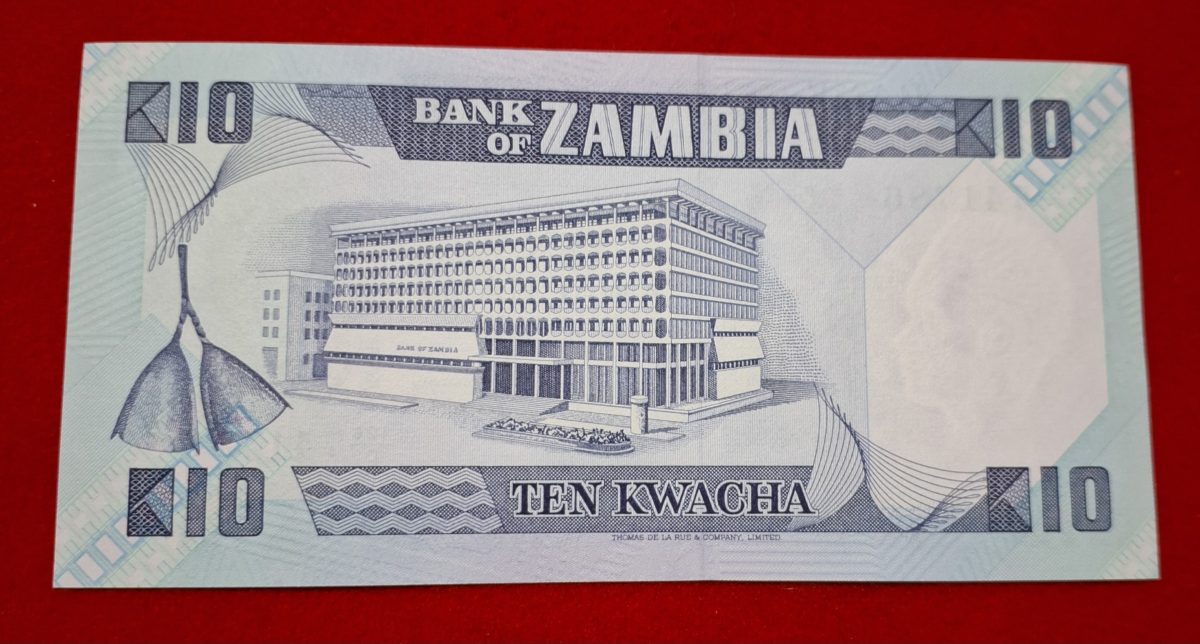 K10
BANK OF ZAMBIA
K10
BANK OF ZAMBIA
K10
TEN KWACHA
K10
THOMAS DE LA RUE & COMPANY, LIMITED